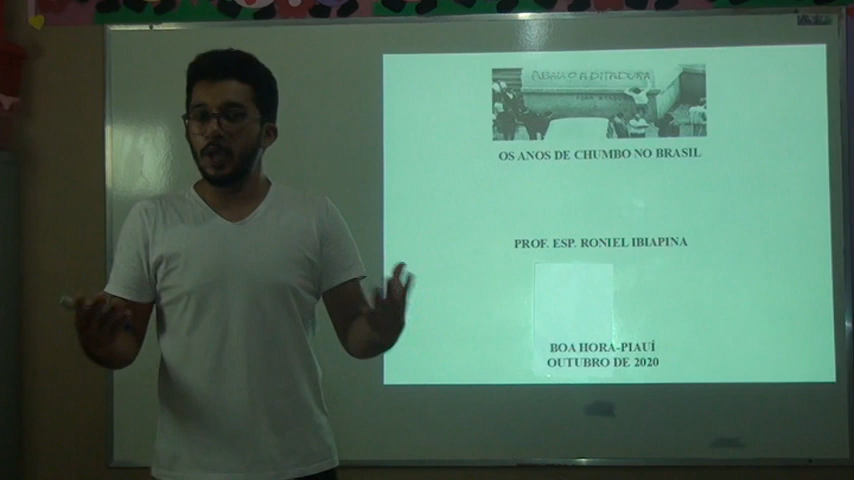 ABAIXO A DITADURA
OS ANOS DE CHUMBO NO BRASIL
PROF. ESP. RONIEL IBIAPINA
BOA HORA-PIAUÍ
OUTUBRO DE 2020